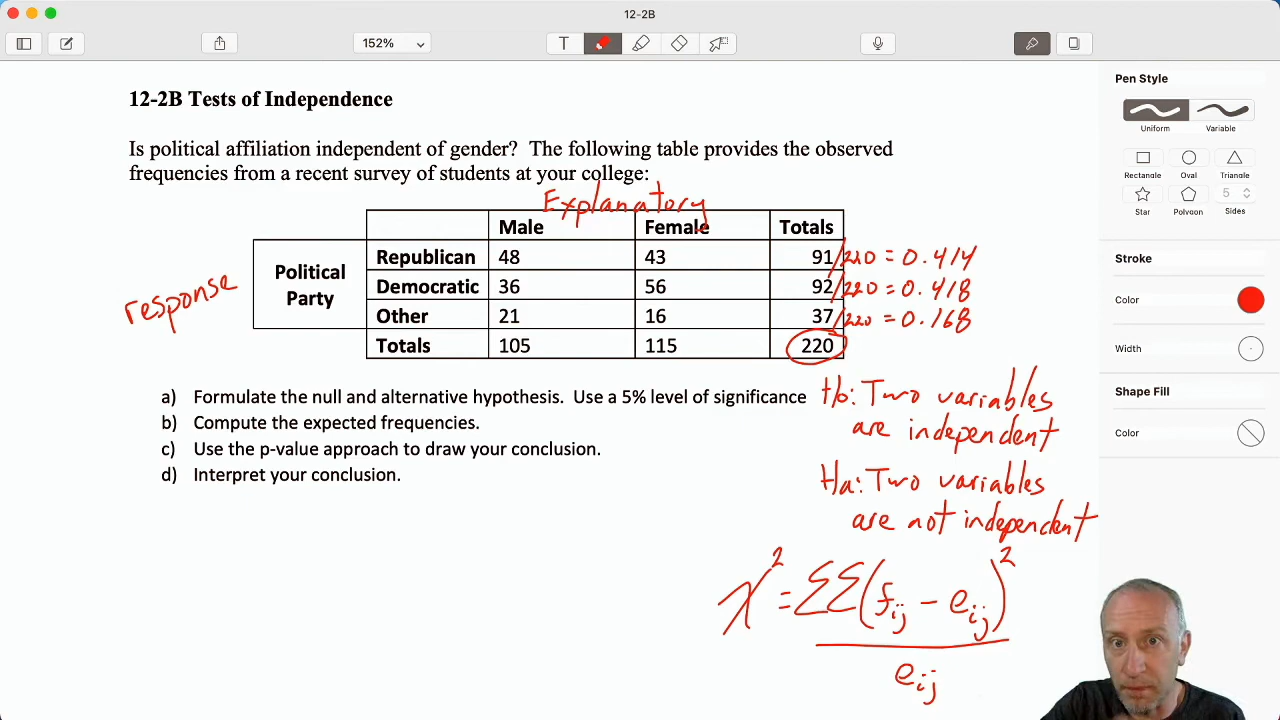 12-2B
152%
T
Pen Style
Uniform
Variable
Rectangle
Oval
Triangle
Star
Polygon
5
Sides
Stroke
Color
Width
Shape Fill
Color
12-2B Tests of Independence
Is political affiliation independent of gender? The following table provides the observed
frequencies from a recent survey of students at your college:
Explanatory
Male Female Totals
response
Political
Party
Republican 48 43 91 /220 = 0.414
Democratic 36 56 92 /220 = 0.418
Other 21 16 37 /220 = 0.168
Totals 105 115 220
a) Formulate the null and alternative hypothesis. Use a 5% level of significance
b) Compute the expected frequencies.
c) Use the p-value approach to draw your conclusion.
d) Interpret your conclusion.
Ho: Two variables
are independent
Ha: Two variables
are not independent
χ² = ΣΣ(fij - eij)²
eij